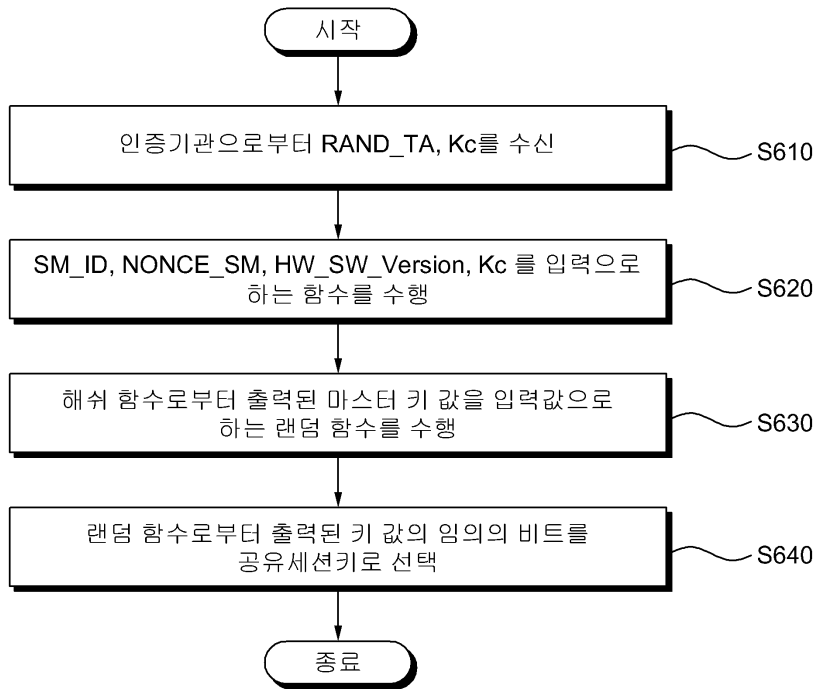 시작
인증기관으로부터 RAND_TA, Kc를 수신
S610
SM_ID, NONCE_SM, HW_SW_Version, Kc 를 입력으로
하는 함수를 수행
S620
해쉬 함수로부터 출력된 마스터 키 값을 입력값으로
하는 랜덤 함수를 수행
S630
랜덤 함수로부터 출력된 키 값의 임의의 비트를
공유세션키로 선택
S640
종료